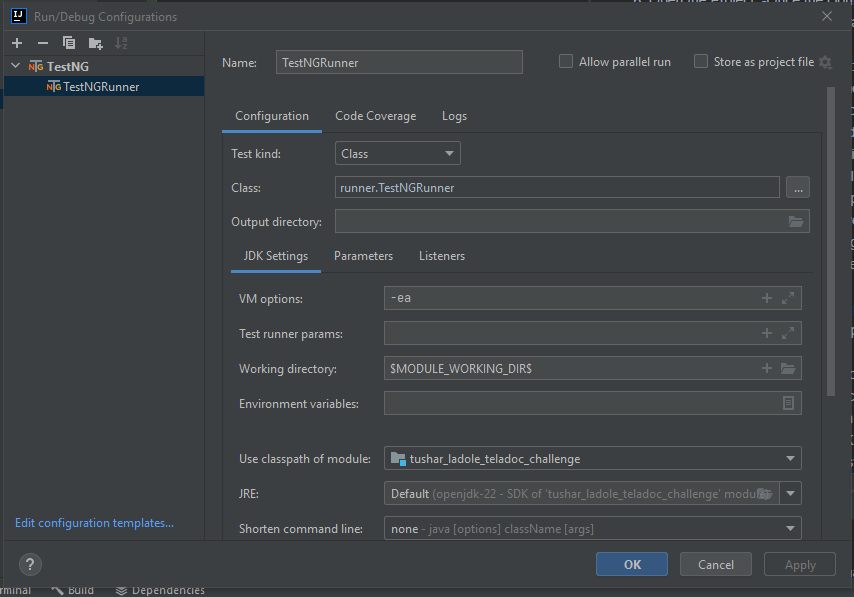 Run/Debug Configurations
TestNG
TestNGRunner
Edit configuration templates...
Name: TestNGRunner
Allow parallel run
Store as project file
Configuration Code Coverage Logs
Test kind: Class
Class: runner.TestNGRunner ...
Output directory:
JDK Settings Parameters Listeners
VM options: -ea
Test runner params:
Working directory: $MODULE_WORKING_DIR$
Environment variables:
Use classpath of module: tushar_ladole_teladoc_challenge
JRE: Default (openjdk-22 - SDK of 'tushar_ladole_teladoc_challenge' modu
Shorten command line: none - java [options] className [args]
? OK Cancel Apply
rminal Build Dependencies